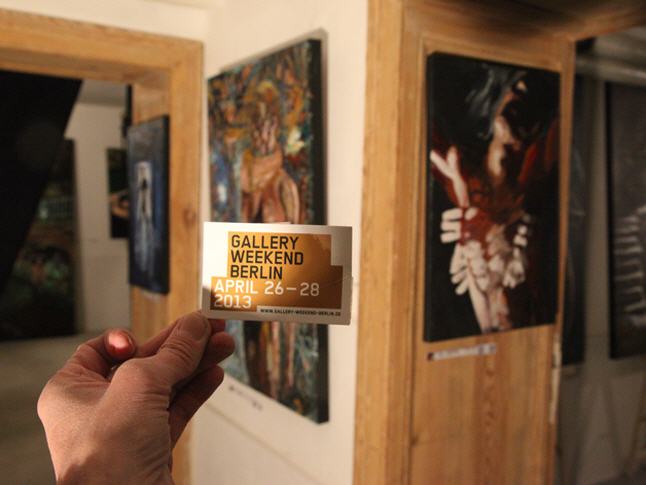 GALLERY
WEEKEND
BERLIN
APRIL 26–28
2013
WWW.GALLERY-WEEKEND-BERLIN.DE